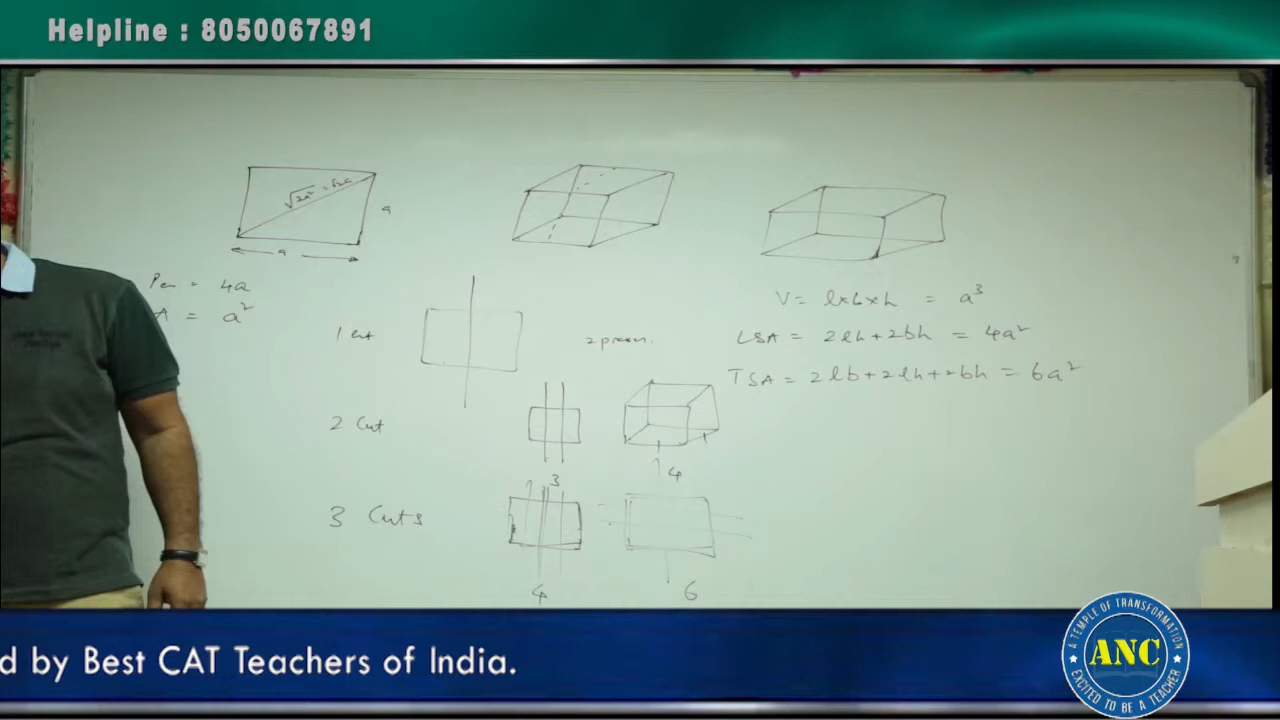 Helpline : 8050067891
√2a² = √2a
a
a
Per = 4a
A = a²
V = l×b×h = a³
LSA = 2lh+2bh = 4a²
TSA = 2lb+2lh+2bh = 6a²
1 cut
2 pieces.
2 Cut
3
4
3 Cuts
4
6
d by Best CAT Teachers of India.
A TEMPLE OF TRANSFORMATION
ANC
EXCITED TO BE A TEACHER